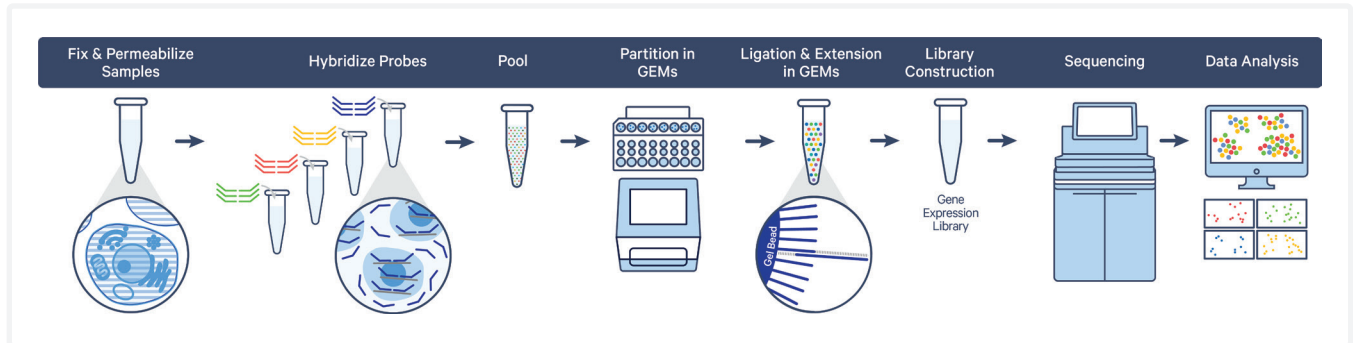 Fix & Permeabilize
Samples
Hybridize Probes
Pool
Partition in
GEMs
Ligation & Extension
in GEMs
Library
Construction
Sequencing
Data Analysis
Gel Bead
Gene
Expression
Library